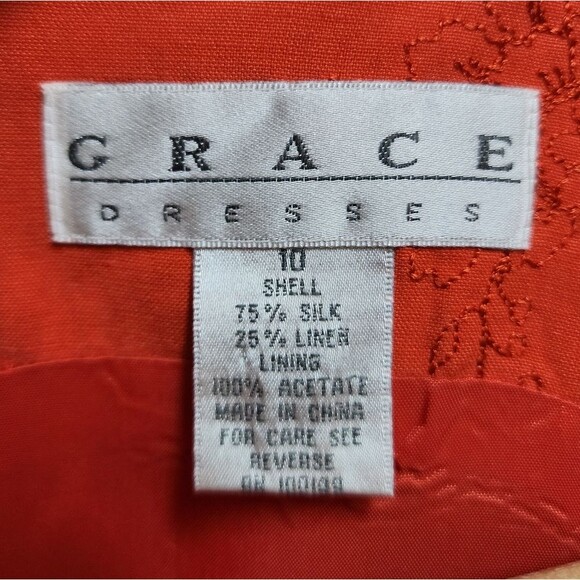 GRACE
DRESSES
10
SHELL
75% SILK
25% LINEN
LINING
100% ACETATE
MADE IN CHINA
FOR CARE SEE
REVERSE